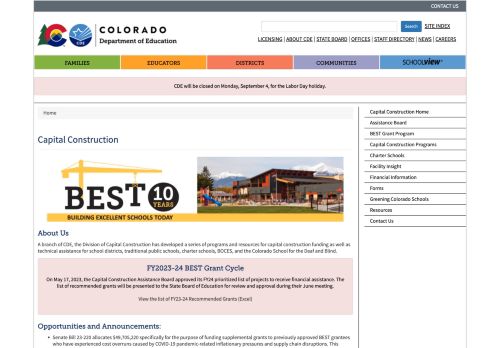 CONTACT US
COLORADO
Department of Education
CDE
Search
SITE INDEX
LICENSING | ABOUT CDE | STATE BOARD | OFFICES | STAFF DIRECTORY | NEWS | CAREERS
FAMILIES
EDUCATORS
DISTRICTS
COMMUNITIES
SCHOOLVIEW
CDE will be closed on Monday, September 4, for the Labor Day holiday.
Home
Capital Construction
BEST 10 YEARS
BUILDING EXCELLENT SCHOOLS TODAY
About Us
A branch of CDE, the Division of Capital Construction has developed a series of programs and resources for capital construction funding as well as
technical assistance for school districts, traditional public schools, charter schools, BOCES, and the Colorado School for the Deaf and Blind.
FY2023-24 BEST Grant Cycle
On May 17, 2023, the Capital Construction Assistance Board approved its FY24 prioritized list of projects to receive financial assistance. The
list of recommended grants will be presented to the State Board of Education for review and approval during their June meeting.
View the list of FY23-24 Recommended Grants (Excel)
Opportunities and Announcements:
• Senate Bill 23-220 allocates $49,705,220 specifically for the purpose of funding supplemental grants to previously approved BEST grantees
who have experienced cost overruns caused by COVID-19 pandemic-related inflationary pressures and supply chain disruptions. This
Capital Construction Home
Assistance Board
BEST Grant Program
Capital Construction Programs
Charter Schools
Facility Insight
Financial Information
Forms
Greening Colorado Schools
Resources
Contact Us